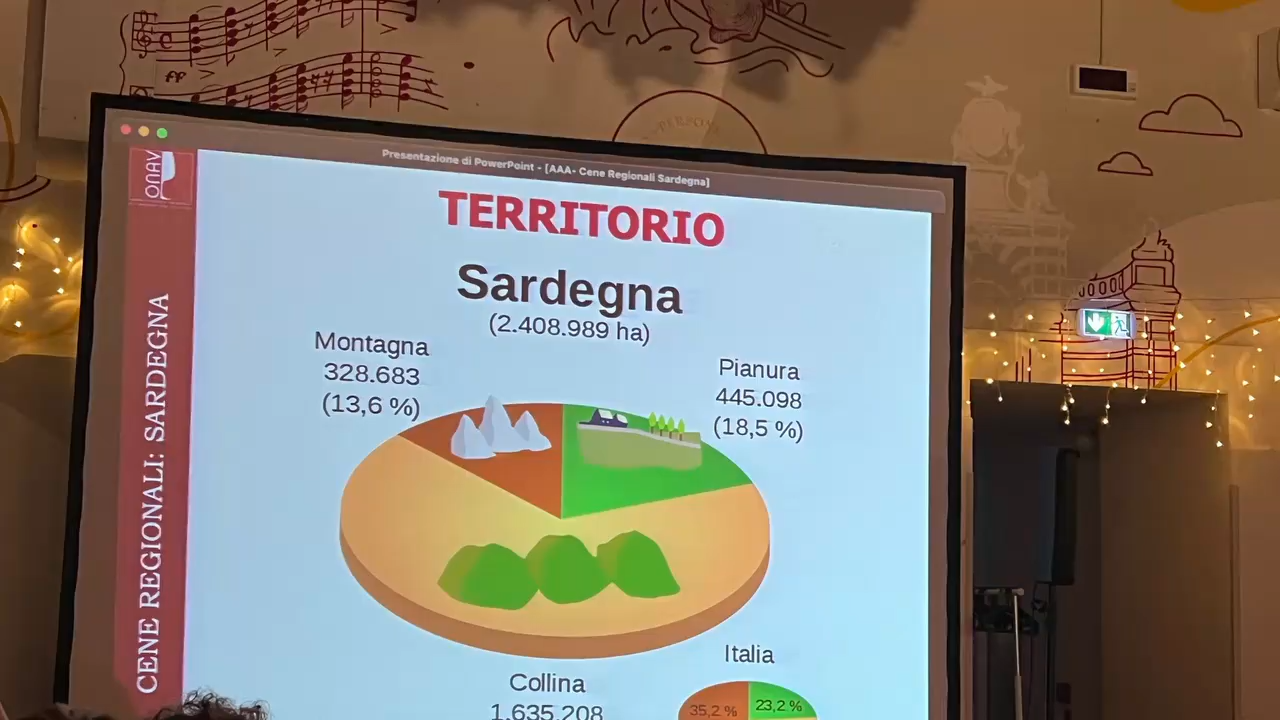 Presentazione di PowerPoint - [AAA- Cene Regionali Sardegna]
ONAV
CENE REGIONALI: SARDEGNA
TERRITORIO
Sardegna
(2.408.989 ha)
Montagna
328.683
(13,6 %)
Pianura
445.098
(18,5 %)
Collina
1.635.208
Italia
35,2 %
23,2 %
ff